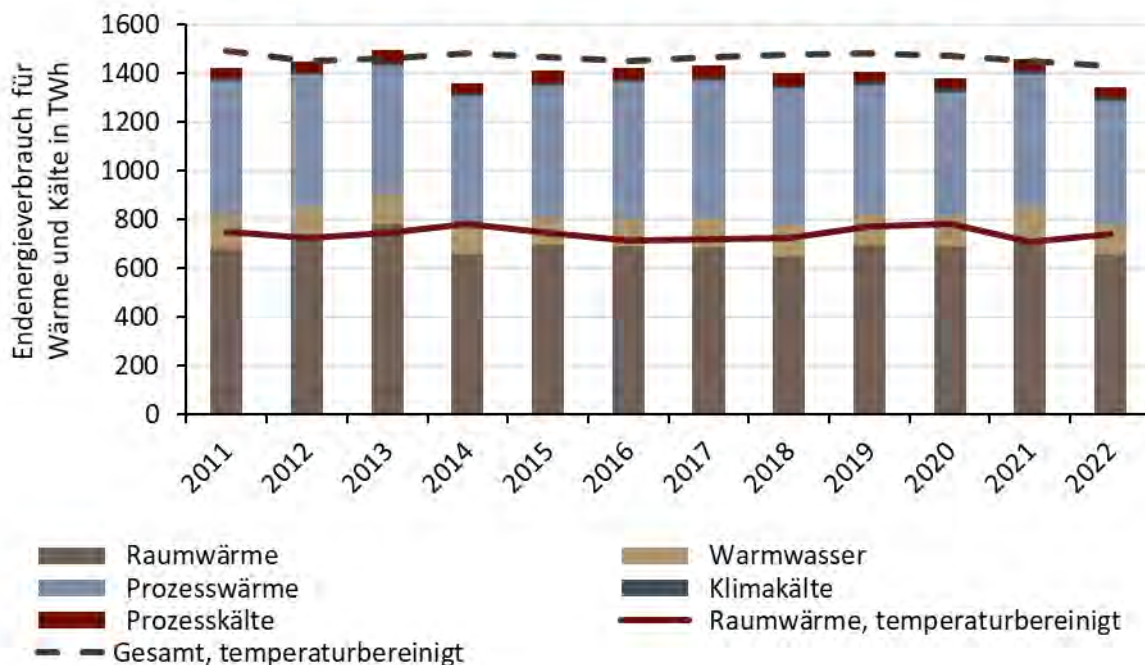 Endenergieverbrauch für
Wärme und Kälte in TWh
1600
1400
1200
1000
800
600
400
200
0
2011
2012
2013
2014
2015
2016
2017
2018
2019
2020
2021
2022
Raumwärme
Warmwasser
Prozesswärme
Klimakälte
Prozesskälte
Raumwärme, temperaturbereinigt
Gesamt, temperaturbereinigt